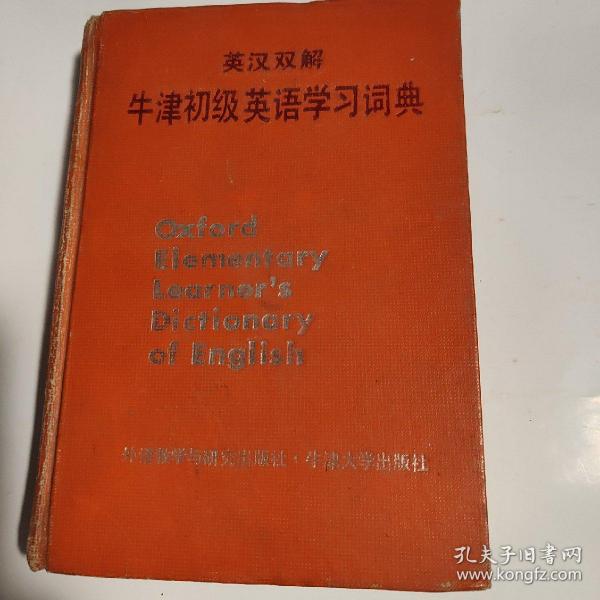 英汉双解
牛津初级英语学习词典
Oxford
Elementary
Learner's
Dictionary
of English
外语教学与研究出版社·牛津大学出版社
孔夫子旧书网
www.kongfz.com